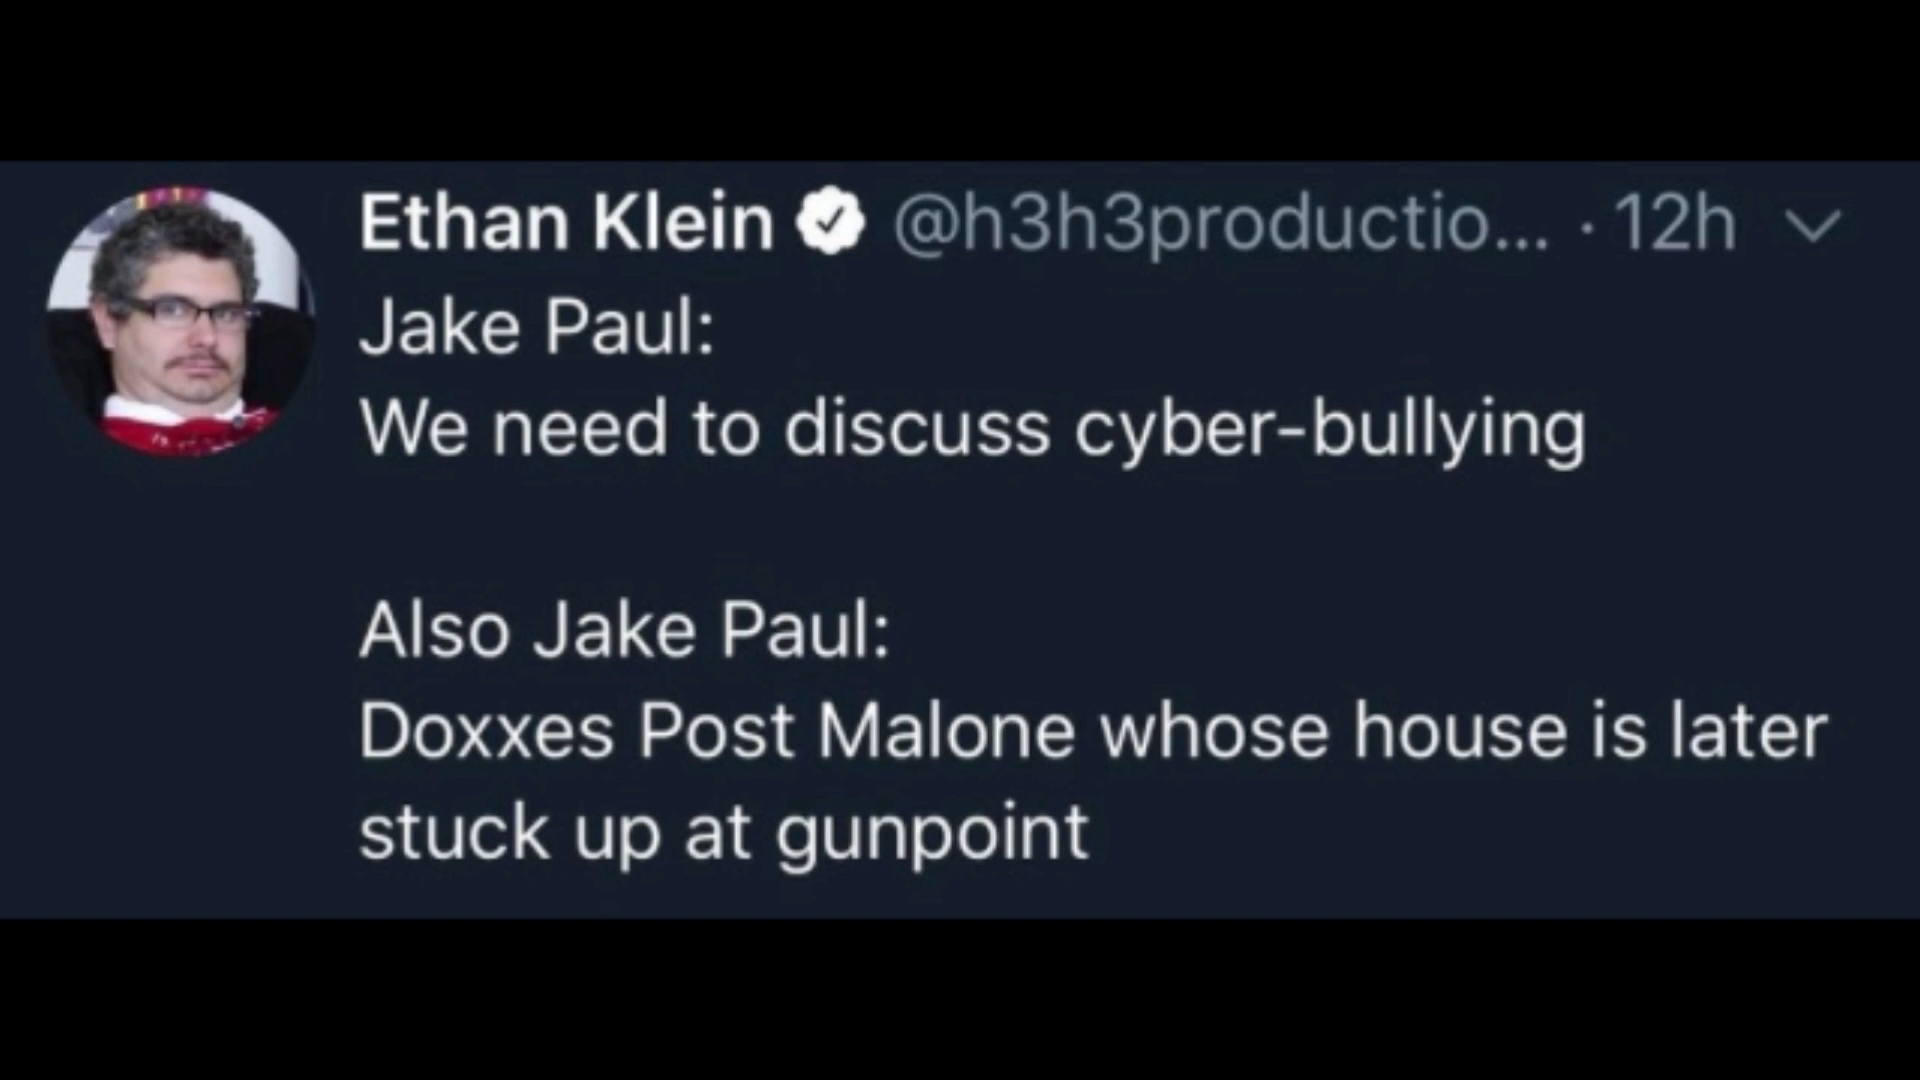 Ethan Klein @h3h3productio... · 12h
Jake Paul:
We need to discuss cyber-bullying
Also Jake Paul:
Doxxes Post Malone whose house is later
stuck up at gunpoint